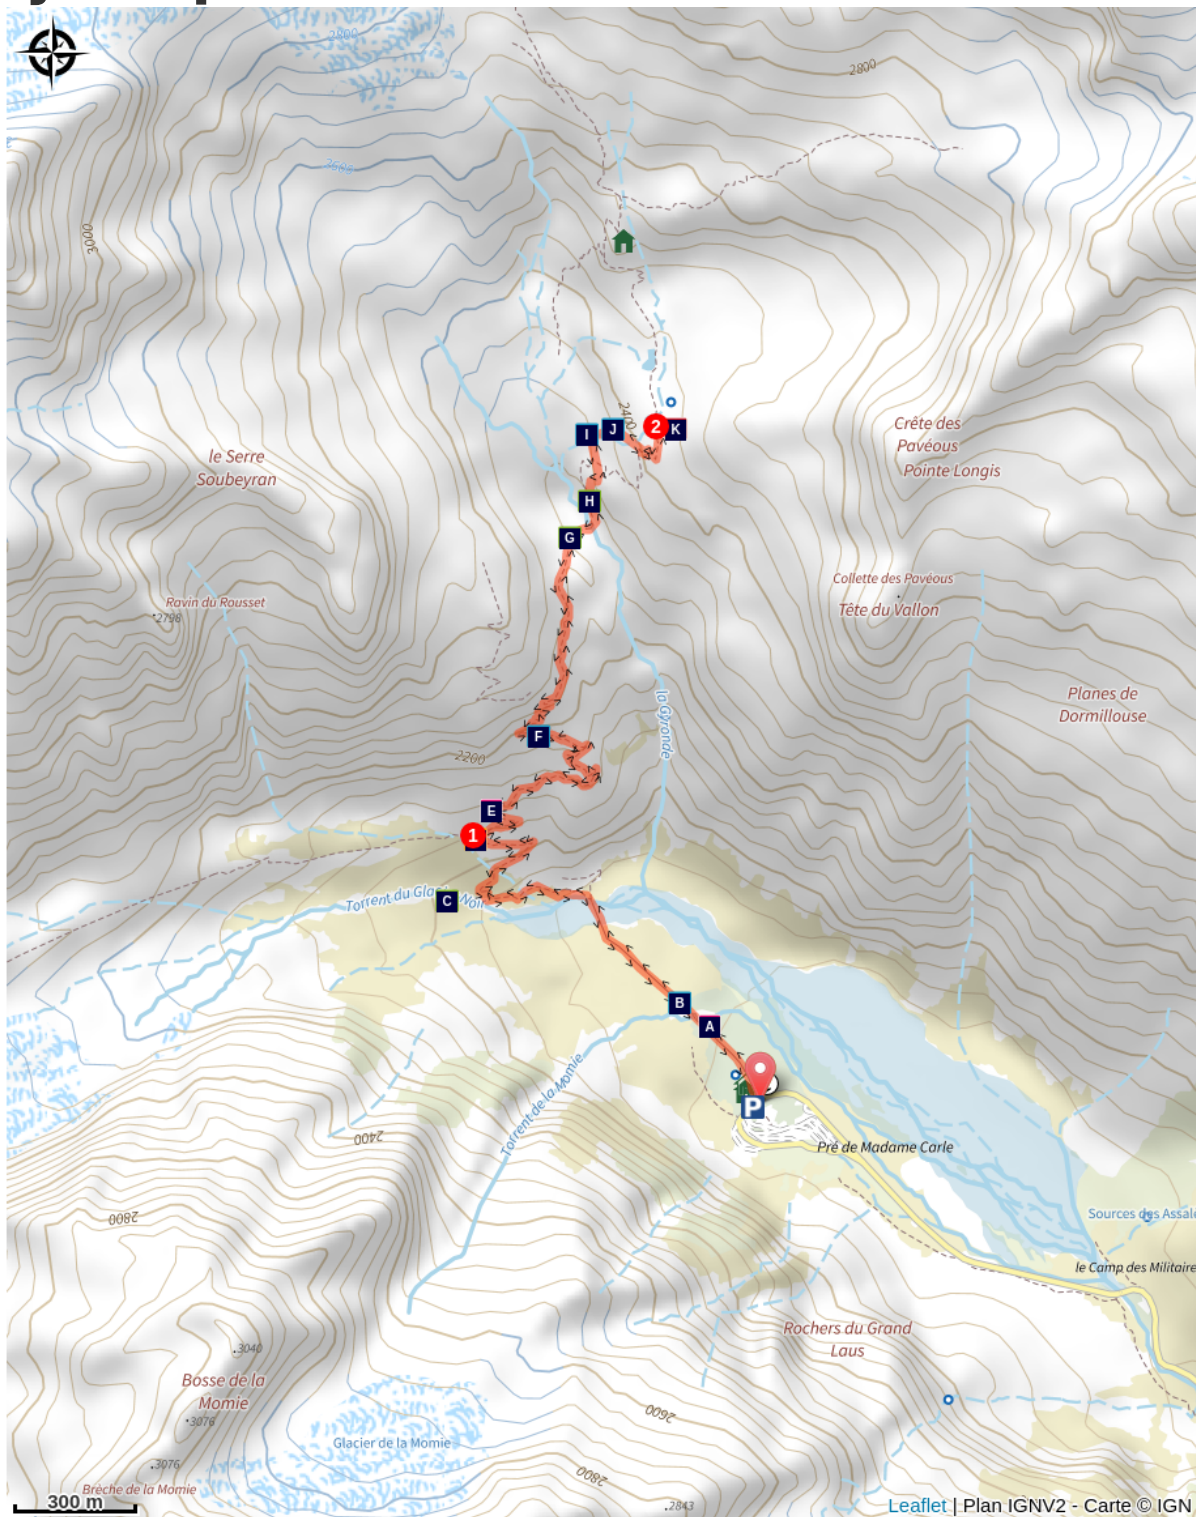 2800
2800
2600
3000
2400
I
J
2
K
Crête des
Pavéous
Pointe Longis
le Serre
Soubeyran
H
G
Collette des Pavéous
Tête du Vallon
Ravin du Rousset
2798
Planes de
Dormillouse
la Gyronde
F
2200
E
1
C
Torrent du Glacier Noir
B
A
P
Torrent de la Momie
2400
Pré de Madame Carle
2800
Sources des Assal
le Camp des Militaire
Rochers du Grand
Laus
3040
Bosse de la
Momie
3076
2600
Glacier de la Momie
3076
2800
Brèche de la Momie
2843
300 m
Leaflet | Plan IGNV2 - Carte © IGN